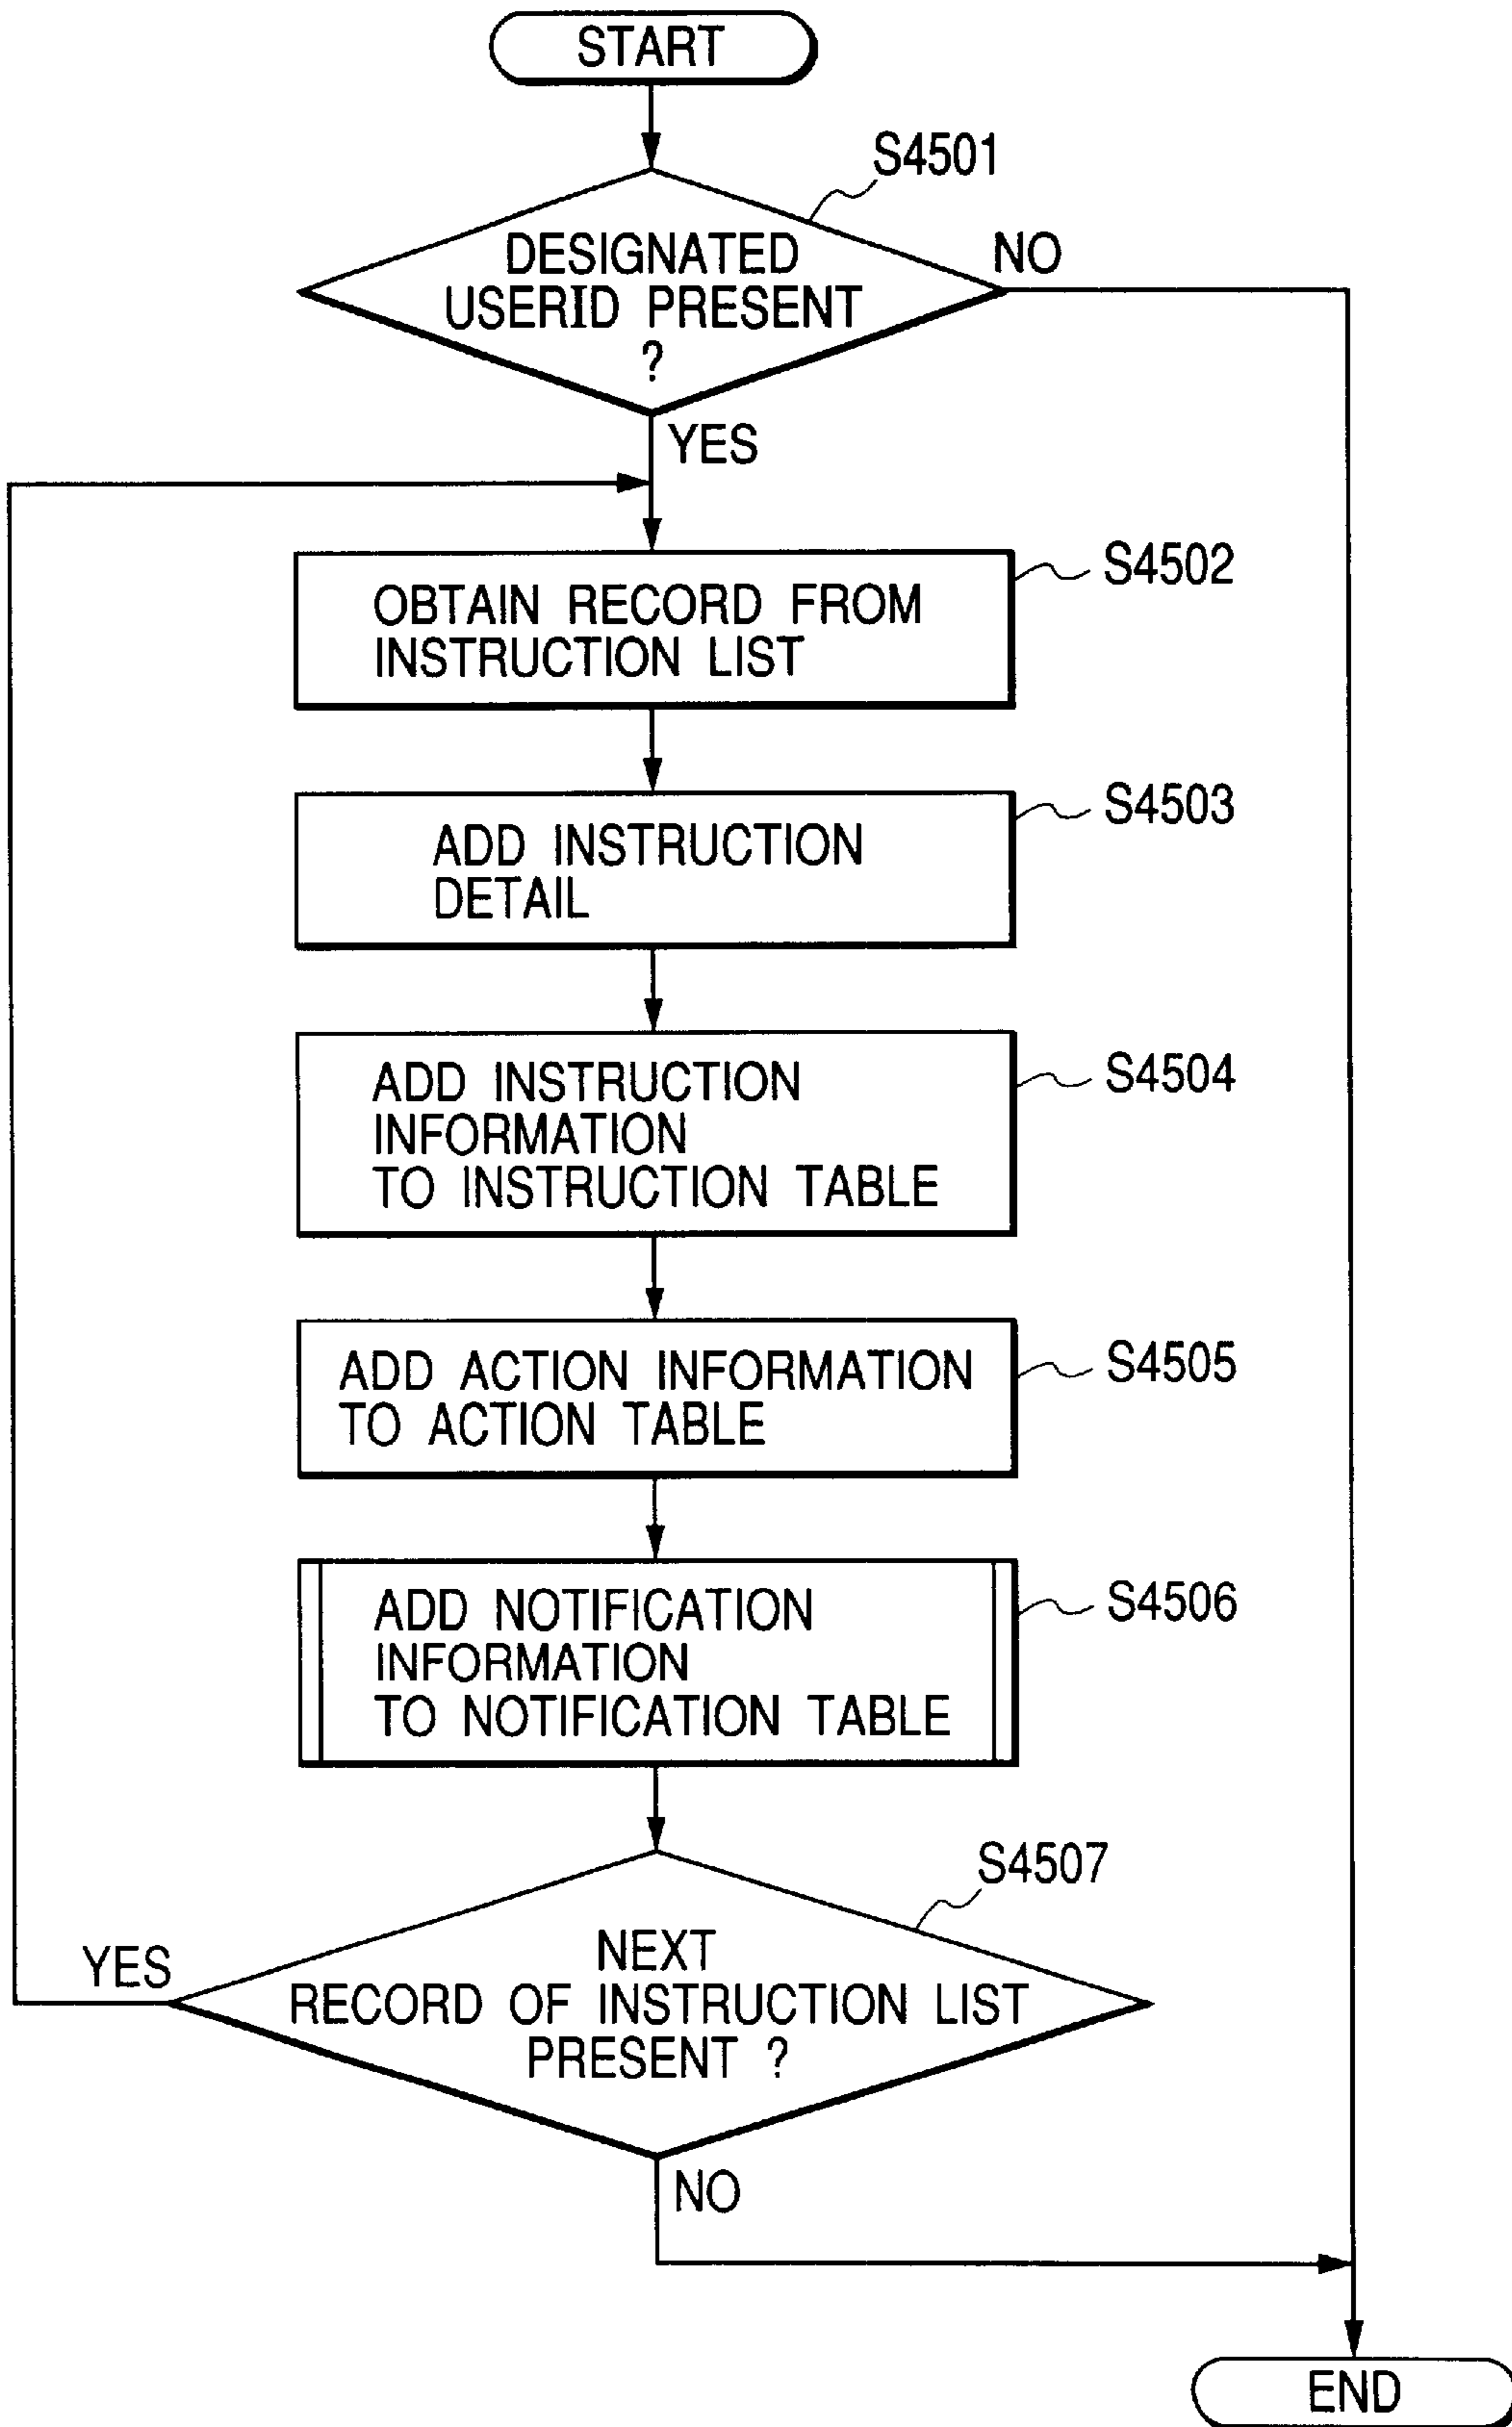 START
S4501
DESIGNATED
USERID PRESENT
?
NO
YES
OBTAIN RECORD FROM
INSTRUCTION LIST
S4502
ADD INSTRUCTION
DETAIL
S4503
ADD INSTRUCTION
INFORMATION
TO INSTRUCTION TABLE
S4504
ADD ACTION INFORMATION
TO ACTION TABLE
S4505
ADD NOTIFICATION
INFORMATION
TO NOTIFICATION TABLE
S4506
S4507
NEXT
RECORD OF INSTRUCTION LIST
PRESENT ?
YES
NO
END